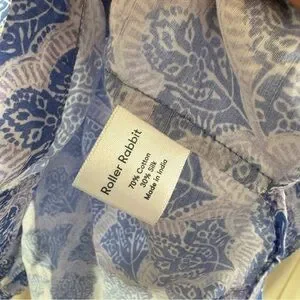 Roller Rabbit
70% Cotton
30% Silk
Made in India